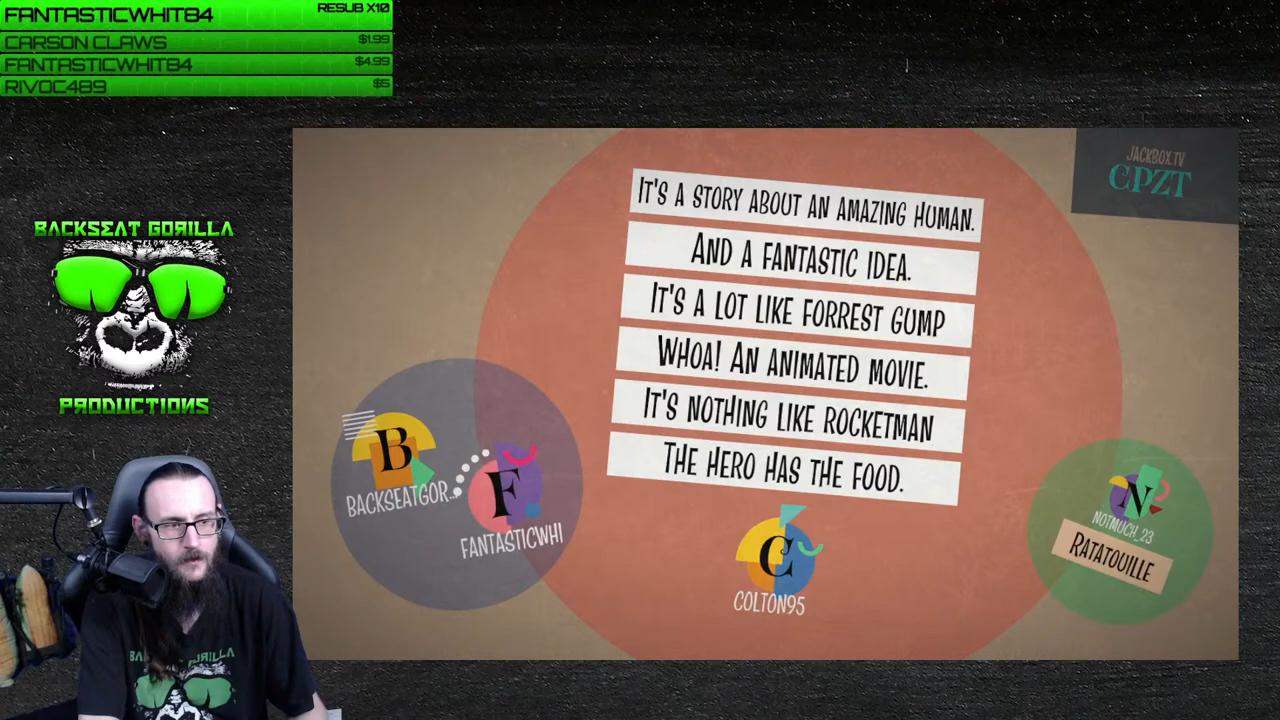 FANTASTICWHIT84 RESUB X10
CARSON CLAWS $1.99
FANTASTICWHIT84 $4.99
RIVOC489 $5
BACKSEAT GORILLA
PRODUCTIONS
JACKBOX.TV
CPZT
IT'S A STORY ABOUT AN AMAZING HUMAN.
AND A FANTASTIC IDEA.
IT'S A LOT LIKE FORREST GUMP
WHOA! AN ANIMATED MOVIE.
IT'S NOTHING LIKE ROCKETMAN
THE HERO HAS THE FOOD.
B
BACKSEATGOR...
F
FANTASTICWHI
C
COLTON95
N
NOTMUCH_23
RATATOUILLE
GORILLA